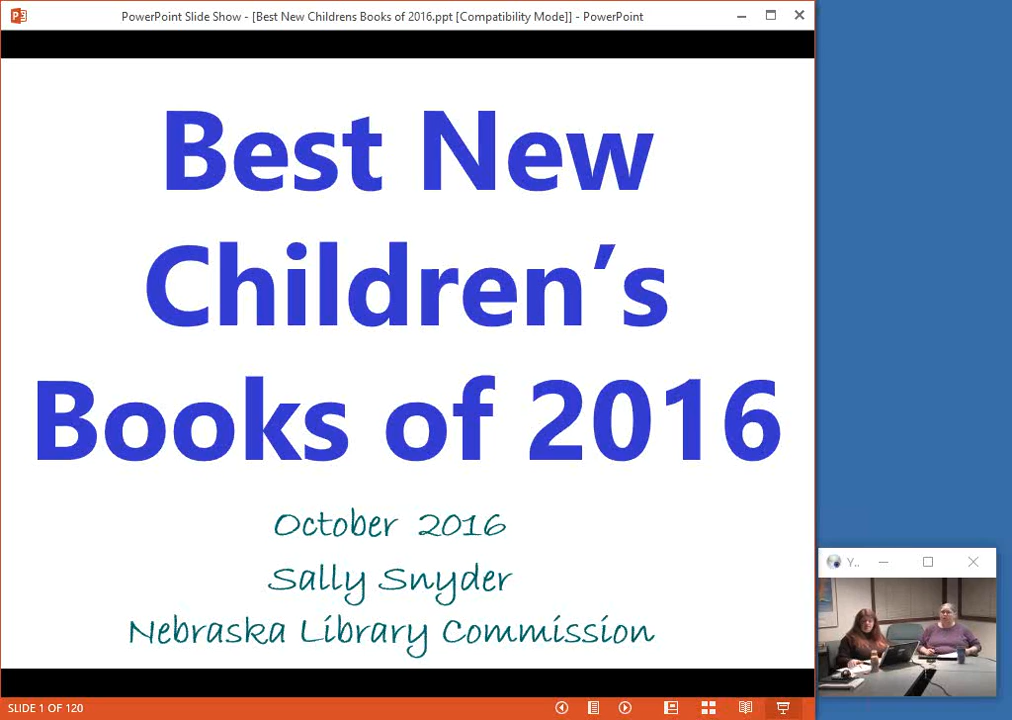 PowerPoint Slide Show - [Best New Childrens Books of 2016.ppt [Compatibility Mode]] - PowerPoint
Best New
Children’s
Books of 2016
October 2016
Sally Snyder
Nebraska Library Commission
Y..
SLIDE 1 OF 120